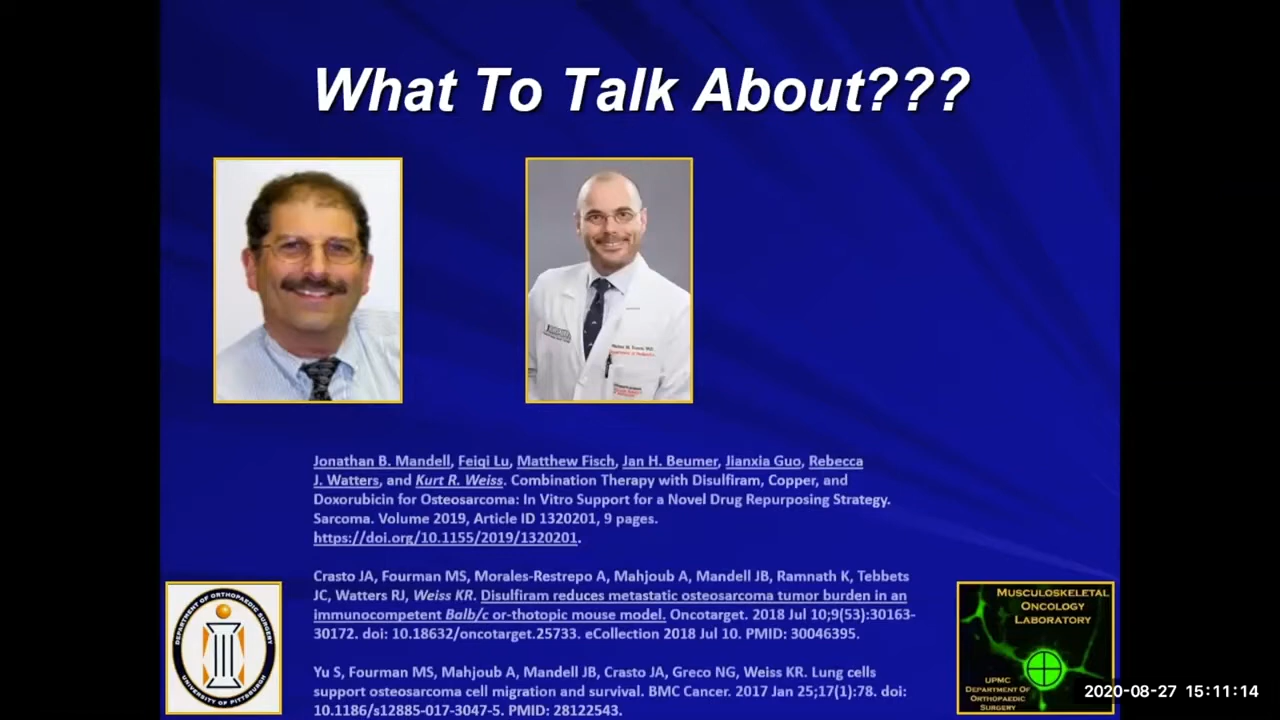 What To Talk About???
Jonathan B. Mandell, Feiqi Lu, Matthew Fisch, Jan H. Beumer, Jianxia Guo, Rebecca
J. Watters, and Kurt R. Weiss. Combination Therapy with Disulfiram, Copper, and
Doxorubicin for Osteosarcoma: In Vitro Support for a Novel Drug Repurposing Strategy.
Sarcoma. Volume 2019, Article ID 1320201, 9 pages.
https://doi.org/10.1155/2019/1320201.
Crasto JA, Fourman MS, Morales-Restrepo A, Mahjoub A, Mandell JB, Ramnath K, Tebbets
JC, Watters RJ, Weiss KR. Disulfiram reduces metastatic osteosarcoma tumor burden in an
immunocompetent Balb/c or-thotopic mouse model. Oncotarget. 2018 Jul 10;9(53):30163-
30172. doi: 10.18632/oncotarget.25733. eCollection 2018 Jul 10. PMID: 30046395.
Yu S, Fourman MS, Mahjoub A, Mandell JB, Crasto JA, Greco NG, Weiss KR. Lung cells
support osteosarcoma cell migration and survival. BMC Cancer. 2017 Jan 25;17(1):78. doi:
10.1186/s12885-017-3047-5. PMID: 28122543.
DEPARTMENT OF ORTHOPAEDIC SURGERY
UNIVERSITY OF PITTSBURGH
MUSCULOSKELETAL
ONCOLOGY
LABORATORY
UPMC
DEPARTMENT OF
ORTHOPAEDIC
SURGERY
2020-08-27 15:11:14